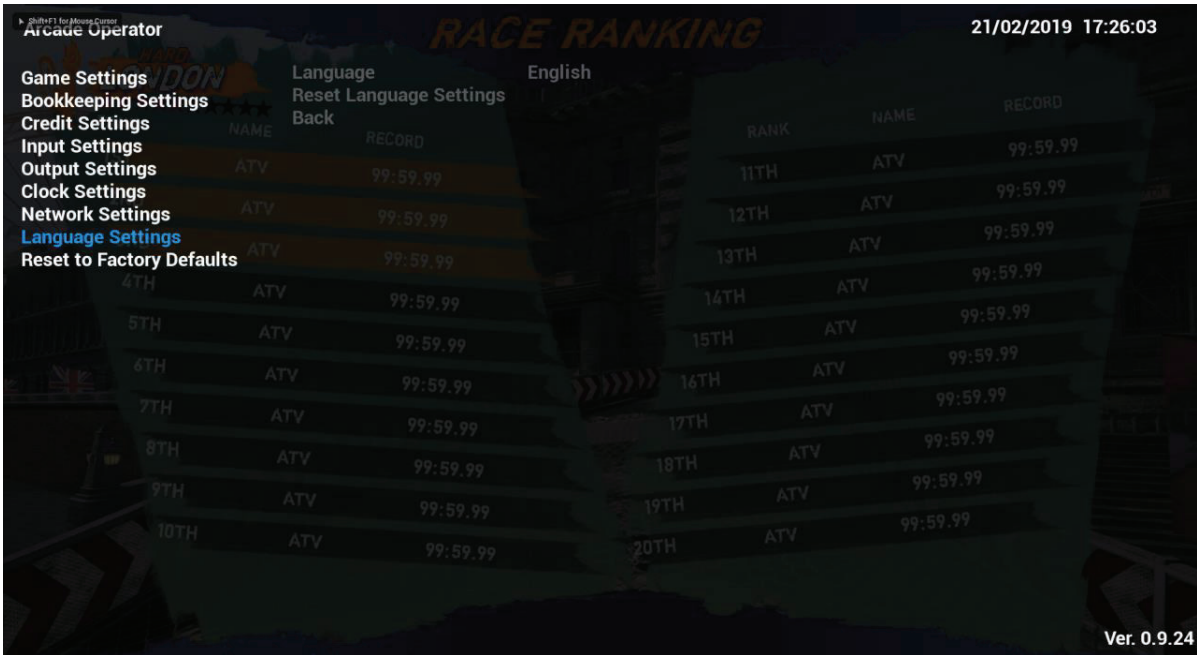 Shift+F1 for Mouse Cursor
Arcade Operator
21/02/2019 17:26:03
RACE RANKING
HARD
LONDON
Game Settings
Bookkeeping Settings
Credit Settings
Input Settings
Output Settings
Clock Settings
Network Settings
Language Settings
Reset to Factory Defaults
Language English
Reset Language Settings
Back
NAME RECORD
ATV 99:59.99
ATV 99:59.99
ATV 99:59.99
4TH ATV 99:59.99
5TH ATV 99:59.99
6TH ATV 99:59.99
7TH ATV 99:59.99
8TH ATV 99:59.99
9TH ATV 99:59.99
10TH ATV 99:59.99
RANK NAME RECORD
11TH ATV 99:59.99
12TH ATV 99:59.99
13TH ATV 99:59.99
14TH ATV 99:59.99
15TH ATV 99:59.99
16TH ATV 99:59.99
17TH ATV 99:59.99
18TH ATV 99:59.99
19TH ATV 99:59.99
20TH ATV 99:59.99
Ver. 0.9.24